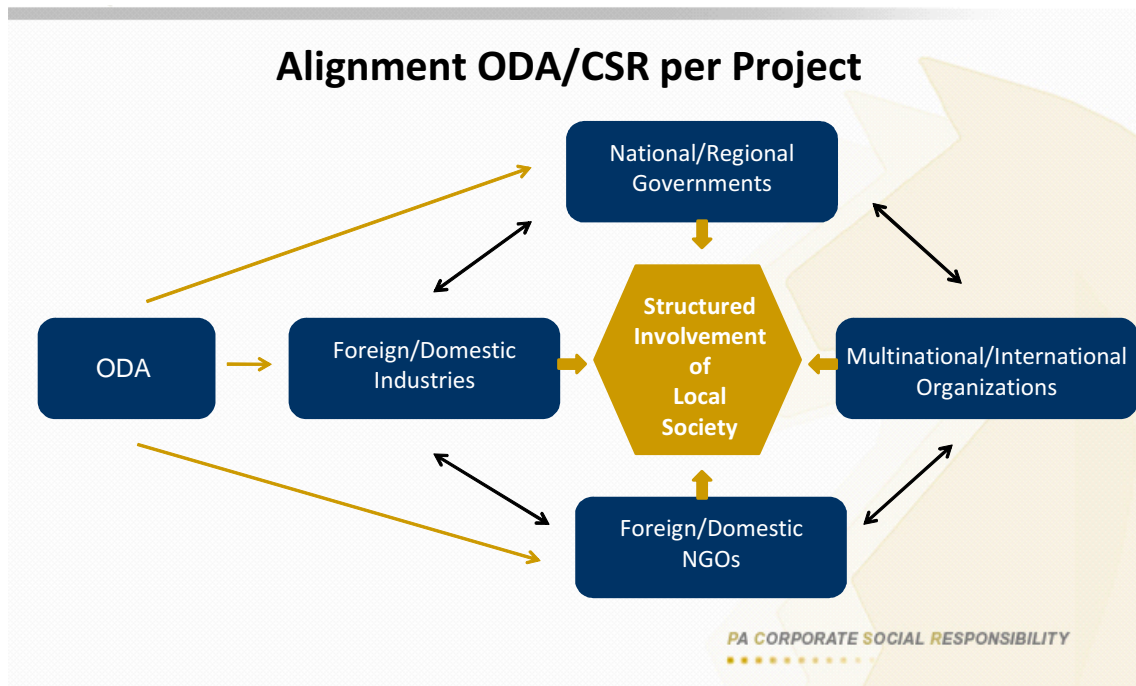 Alignment ODA/CSR per Project
National/Regional
Governments
ODA
Foreign/Domestic
Industries
Structured
Involvement
of
Local
Society
Multinational/International
Organizations
Foreign/Domestic
NGOs
PA CORPORATE SOCIAL RESPONSIBILITY